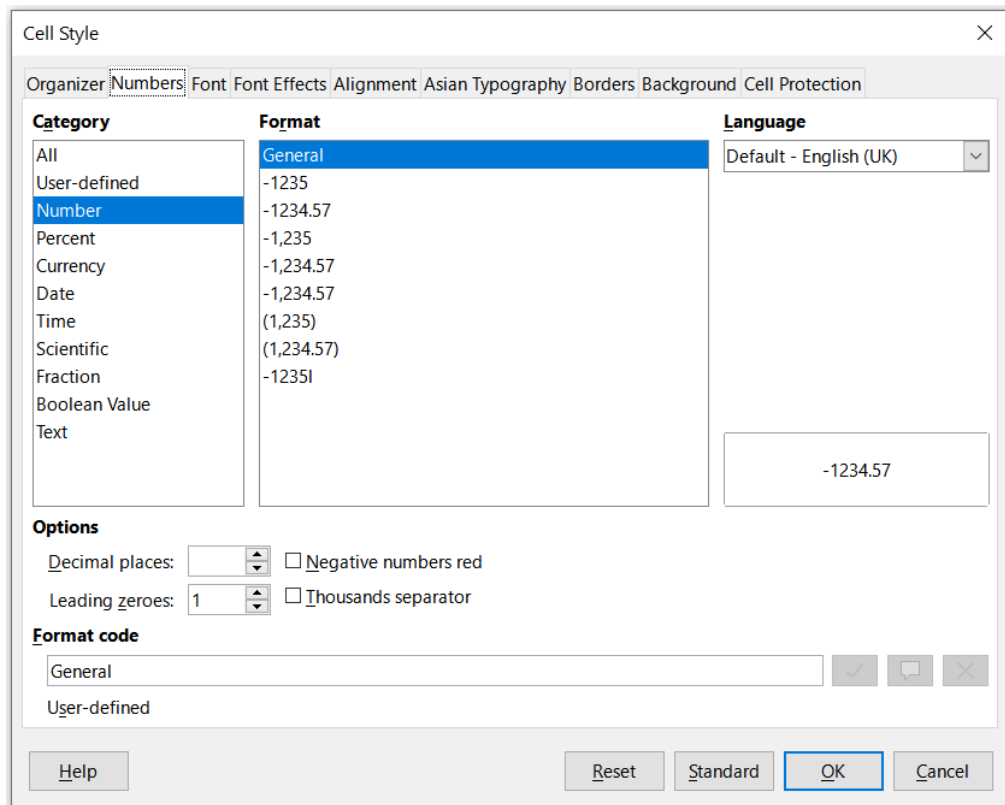 Cell Style
Organizer Numbers Font Font Effects Alignment Asian Typography Borders Background Cell Protection
Category
All
User-defined
Number
Percent
Currency
Date
Time
Scientific
Fraction
Boolean Value
Text
Format
General
-1235
-1234.57
-1,235
-1,234.57
-1,234.57
(1,235)
(1,234.57)
-1235I
Language
Default - English (UK)
-1234.57
Options
Decimal places:
Negative numbers red
Leading zeroes: 1
Thousands separator
Format code
General
User-defined
Help
Reset
Standard
OK
Cancel